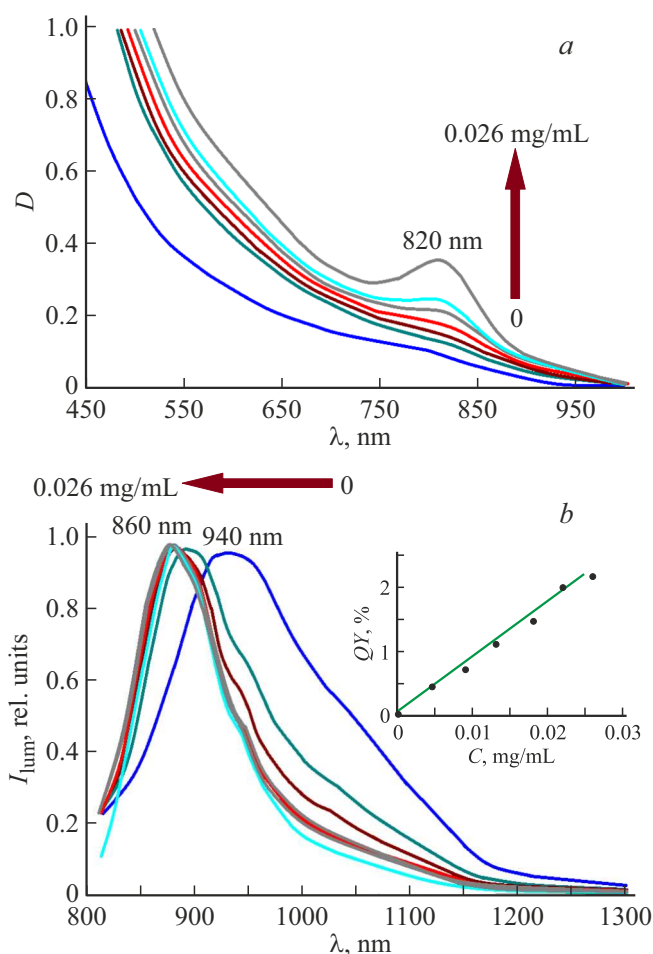 1.0
a
0.8
0.026 mg/mL
0.6
D
0.4
820 nm
0.2
0
0
450 550 650 750 850 950
λ, nm
0.026 mg/mL 0
860 nm 940 nm
b
1.0
0.8
0.6
0.4
0.2
0
I_lum, rel. units
2
1
0
QY, %
0 0.01 0.02 0.03
C, mg/mL
800 900 1000 1100 1200 1300
λ, nm